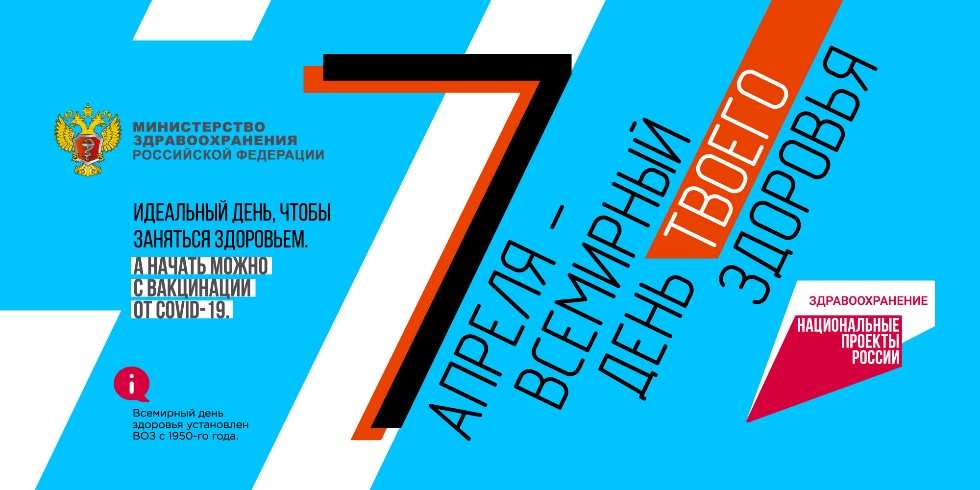 МИНИСТЕРСТВО
ЗДРАВООХРАНЕНИЯ
РОССИЙСКОЙ ФЕДЕРАЦИИ
ИДЕАЛЬНЫЙ ДЕНЬ, ЧТОБЫ
ЗАНЯТЬСЯ ЗДОРОВЬЕМ.
А НАЧАТЬ МОЖНО
С ВАКЦИНАЦИИ
ОТ COVID-19.
i
Всемирный день
здоровья установлен
ВОЗ с 1950-го года.
7
АПРЕЛЯ –
ВСЕМИРНЫЙ
ДЕНЬ ТВОЕГО
ЗДОРОВЬЯ
ЗДРАВООХРАНЕНИЕ
НАЦИОНАЛЬНЫЕ
ПРОЕКТЫ
РОССИИ